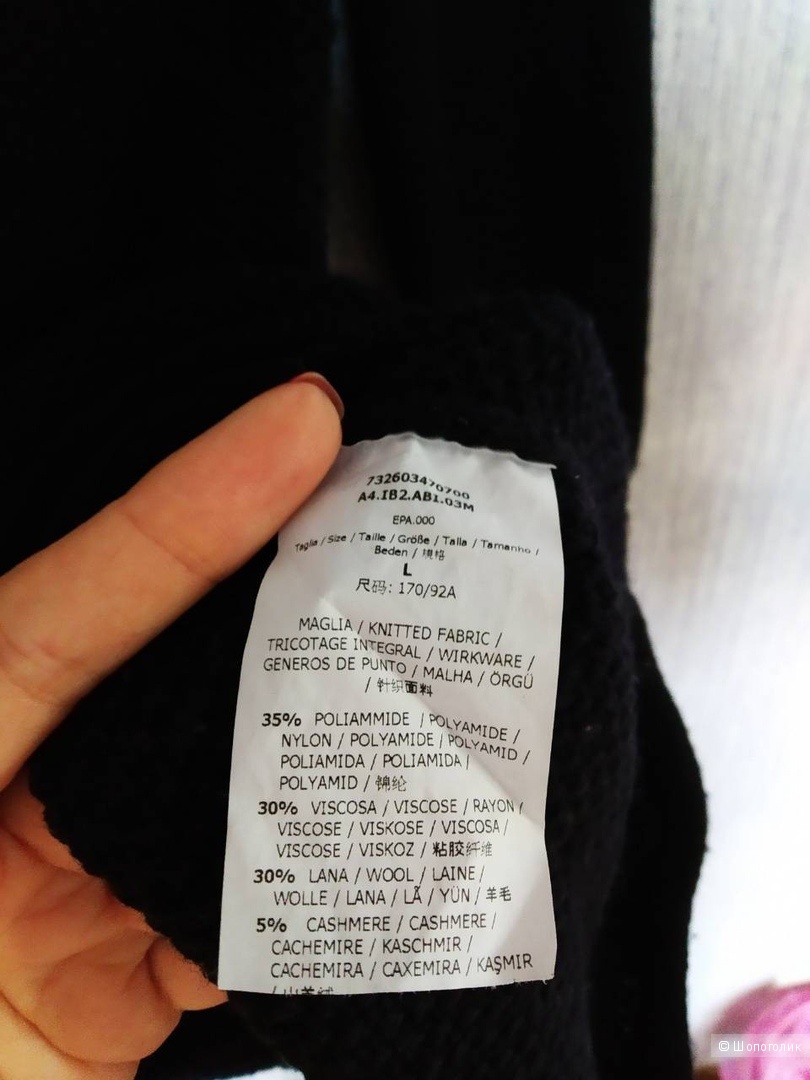 732603470700
A4.IB2.AB1.03M
EPA.000
Taglia / Size / Taille / Größe / Talla / Tamanho /
Beden / 規格
L
尺码: 170/92A
MAGLIA / KNITTED FABRIC /
TRICOTAGE INTEGRAL / WIRKWARE /
GENEROS DE PUNTO / MALHA / ÖRGÜ
/ 针织面料
35% POLIAMMIDE / POLYAMIDE /
NYLON / POLYAMIDE / POLYAMID /
POLIAMIDA / POLIAMIDA /
POLYAMID / 锦纶
30% VISCOSA / VISCOSE / RAYON /
VISCOSE / VISKOSE / VISCOSA /
VISCOSE / VISKOZ / 粘胶纤维
30% LANA / WOOL / LAINE /
WOLLE / LANA / LÃ / YÜN / 羊毛
5% CASHMERE / CASHMERE /
CACHEMIRE / KASCHMIR /
CACHEMIRA / CAXEMIRA / KAŞMIR
/ 山羊绒
© Шопоголик